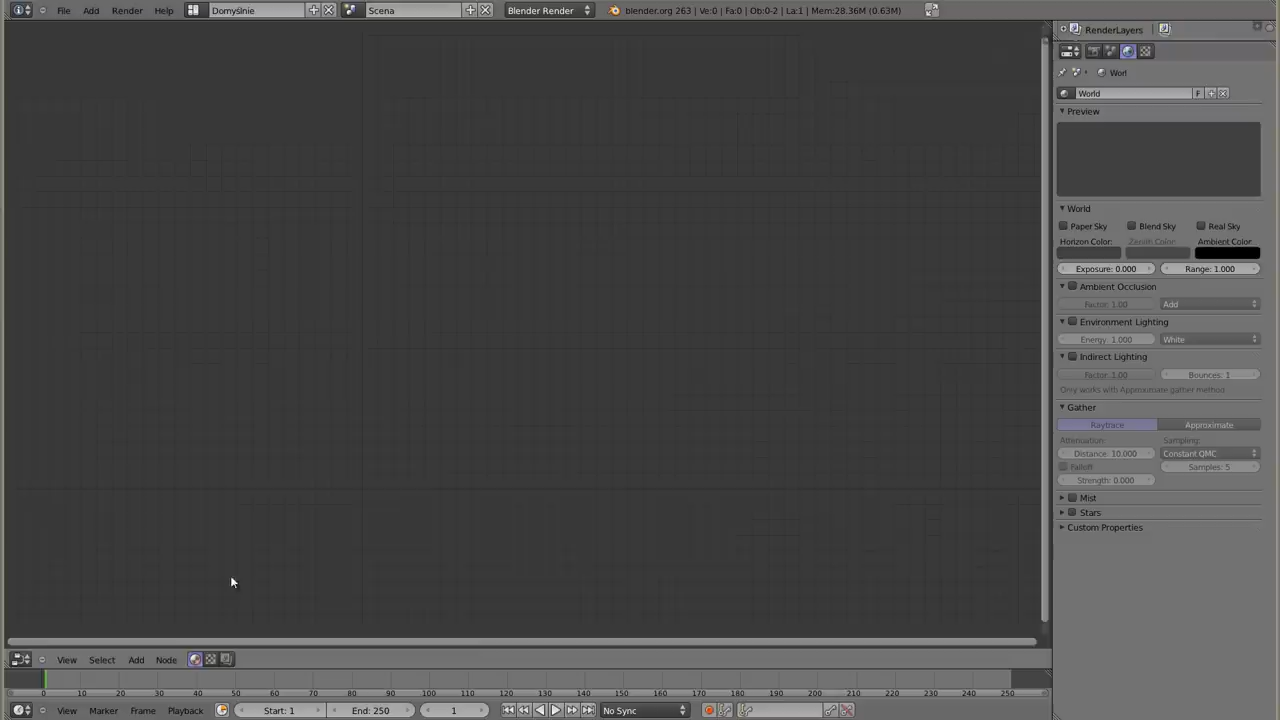 File Add Render Help Domyślnie Scena Blender Render blender.org 263 | Ve:0 | Fa:0 | Ob:0-2 | La:1 | Mem:28.36M (0.63M)
RenderLayers
Worl
World F
Preview
World
Paper Sky Blend Sky Real Sky
Horizon Color: Zenith Color: Ambient Color:
Exposure: 0.000 Range: 1.000
Ambient Occlusion
Factor: 1.00 Add
Environment Lighting
Energy: 1.000 White
Indirect Lighting
Factor: 1.00 Bounces: 1
Only works with Approximate gather method
Gather
Raytrace Approximate
Attenuation: Sampling:
Distance: 10.000 Constant QMC
Falloff Samples: 5
Strength: 0.000
Mist
Stars
Custom Properties
View Select Add Node
0 10 20 30 40 50 60 70 80 90 100 110 120 130 140 150 160 170 180 190 200 210 220 230 240 250
View Marker Frame Playback Start: 1 End: 250 1 No Sync